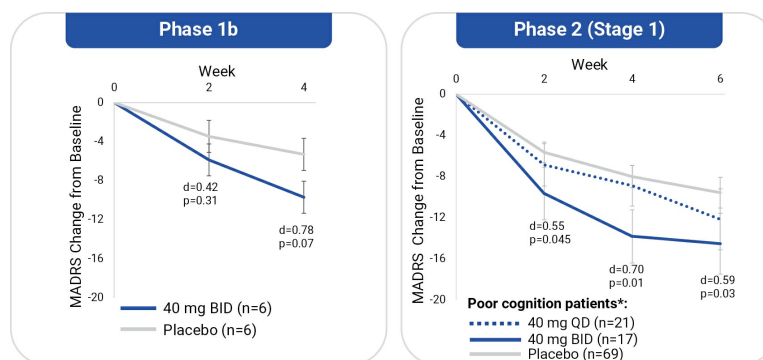 Phase 1b
Week
0
2
4
0
-4
-8
-12
-16
-20
MADRS Change from Baseline
d=0.42
p=0.31
d=0.78
p=0.07
40 mg BID (n=6)
Placebo (n=6)
Phase 2 (Stage 1)
Week
0
2
4
6
0
-4
-8
-12
-16
-20
MADRS Change from Baseline
d=0.55
p=0.045
d=0.70
p=0.01
d=0.59
p=0.03
Poor cognition patients*:
40 mg QD (n=21)
40 mg BID (n=17)
Placebo (n=69)